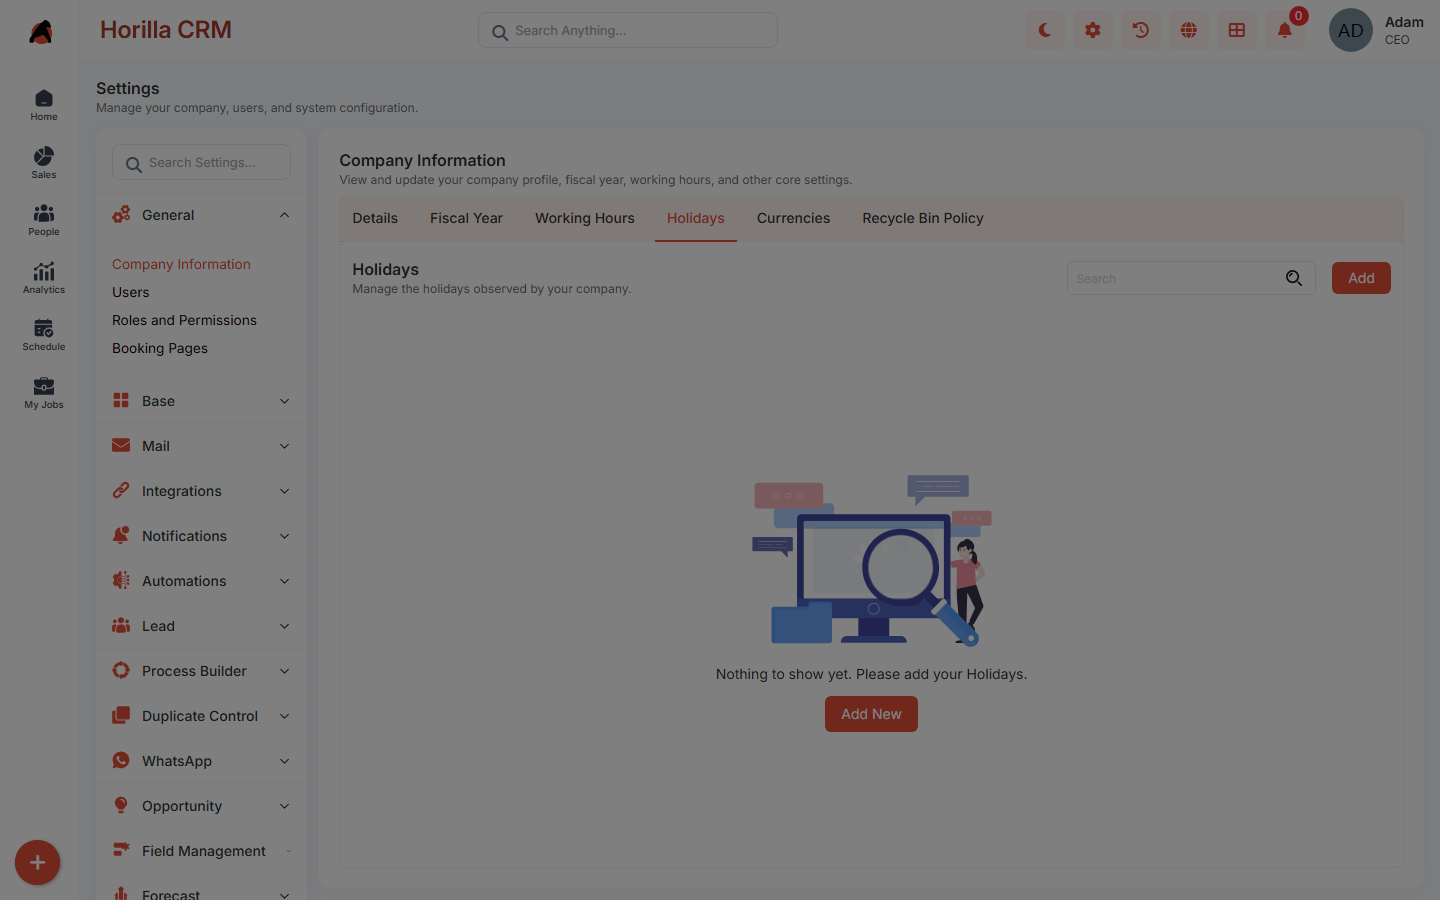 Horilla CRM
Search Anything...
0
AD
Adam
CEO
Home
Sales
People
Analytics
Schedule
My Jobs
Settings
Manage your company, users, and system configuration.
Search Settings...
General
Company Information
Users
Roles and Permissions
Booking Pages
Base
Mail
Integrations
Notifications
Automations
Lead
Process Builder
Duplicate Control
WhatsApp
Opportunity
Field Management
Forecast
Company Information
View and update your company profile, fiscal year, working hours, and other core settings.
Details
Fiscal Year
Working Hours
Holidays
Currencies
Recycle Bin Policy
Holidays
Manage the holidays observed by your company.
Search
Add
Nothing to show yet. Please add your Holidays.
Add New